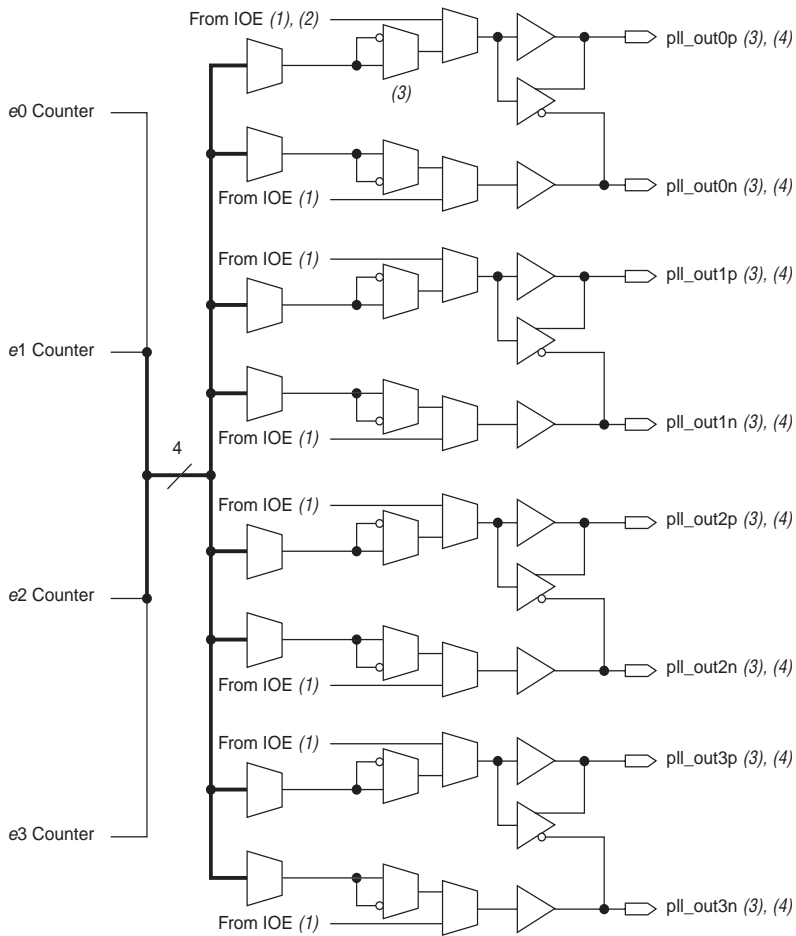 From IOE (1), (2)
pll_out0p (3), (4)
(3)
e0 Counter
pll_out0n (3), (4)
From IOE (1)
From IOE (1)
pll_out1p (3), (4)
e1 Counter
pll_out1n (3), (4)
From IOE (1)
4
From IOE (1)
pll_out2p (3), (4)
e2 Counter
pll_out2n (3), (4)
From IOE (1)
From IOE (1)
pll_out3p (3), (4)
e3 Counter
pll_out3n (3), (4)
From IOE (1)